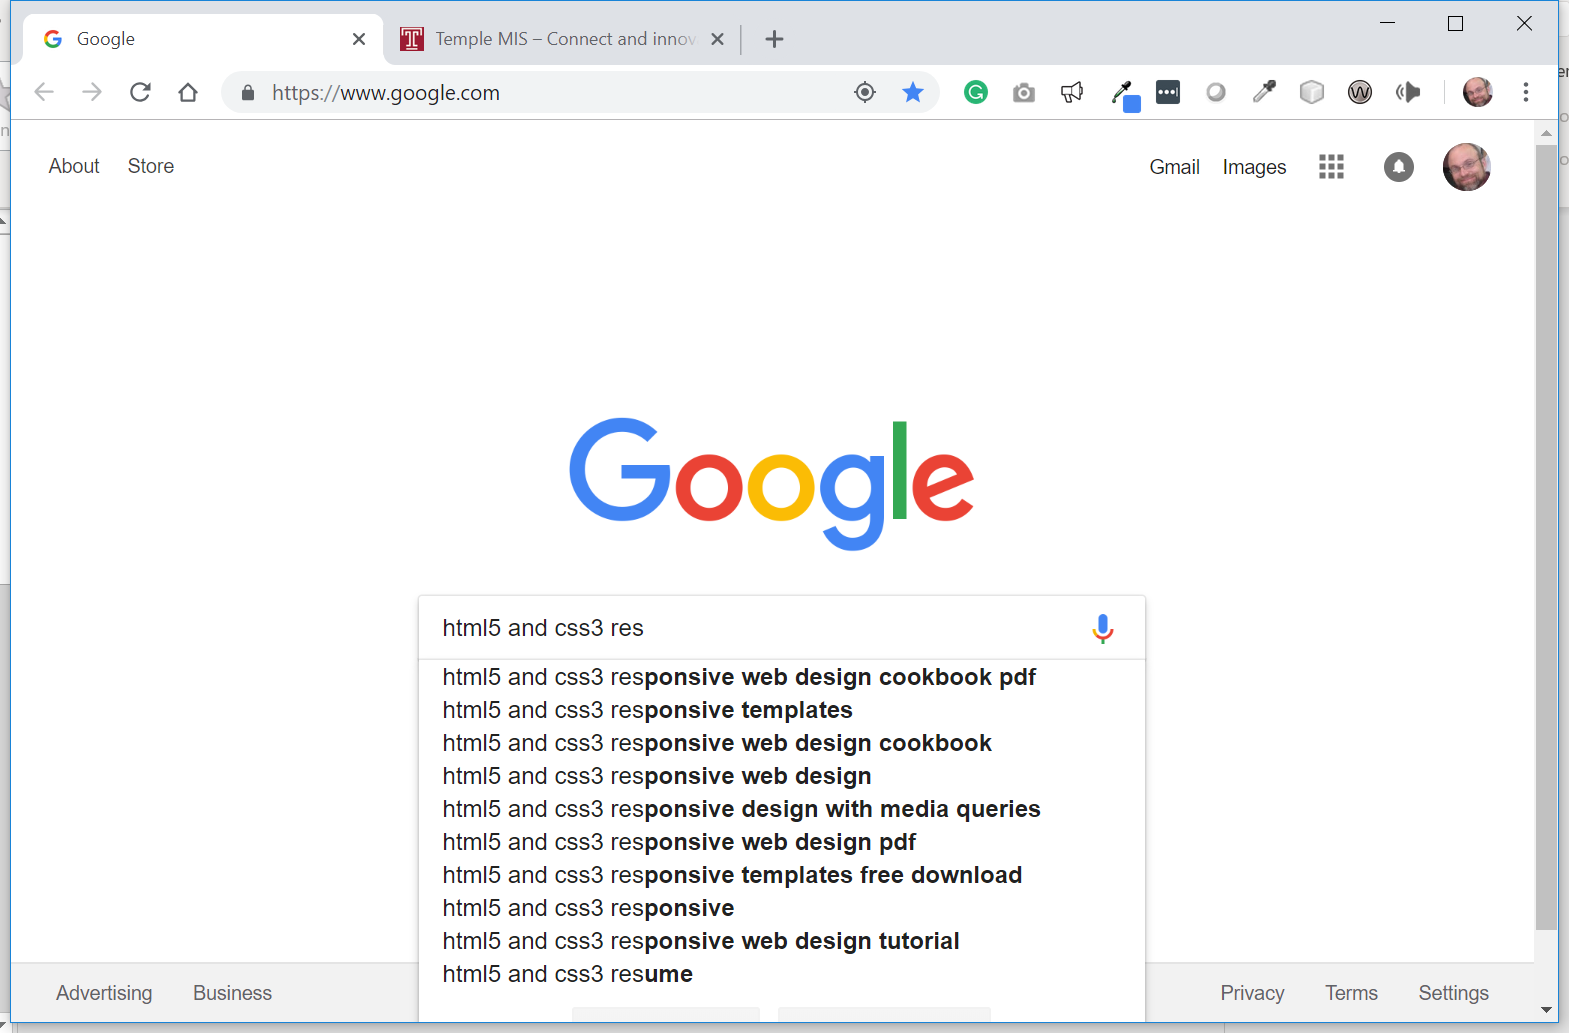 Google
Temple MIS – Connect and innov
https://www.google.com
About Store
Gmail Images
Google
html5 and css3 res
html5 and css3 responsive web design cookbook pdf
html5 and css3 responsive templates
html5 and css3 responsive web design cookbook
html5 and css3 responsive web design
html5 and css3 responsive design with media queries
html5 and css3 responsive web design pdf
html5 and css3 responsive templates free download
html5 and css3 responsive
html5 and css3 responsive web design tutorial
html5 and css3 resume
Advertising Business
Privacy Terms Settings